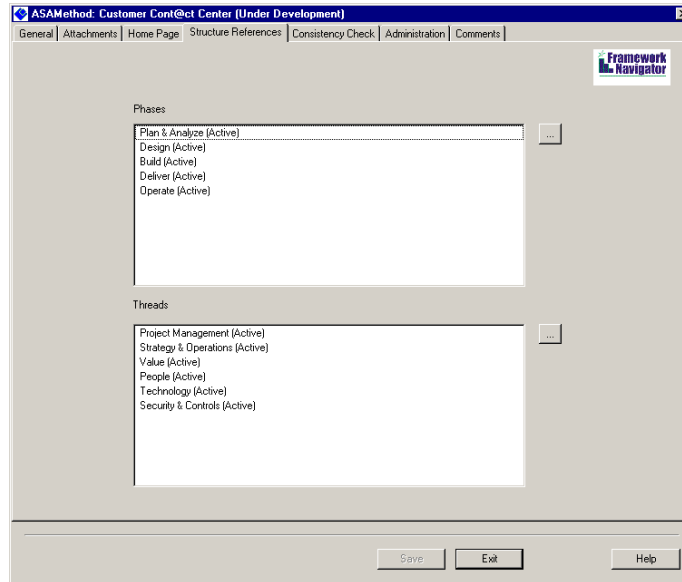 ASAMethod: Customer Cont@ct Center (Under Development)
General Attachments Home Page Structure References Consistency Check Administration Comments
Framework
Navigator
Phases
Plan & Analyze (Active)
...
Design (Active)
Build (Active)
Deliver (Active)
Operate (Active)
Threads
Project Management (Active)
...
Strategy & Operations (Active)
Value (Active)
People (Active)
Technology (Active)
Security & Controls (Active)
Save Exit Help